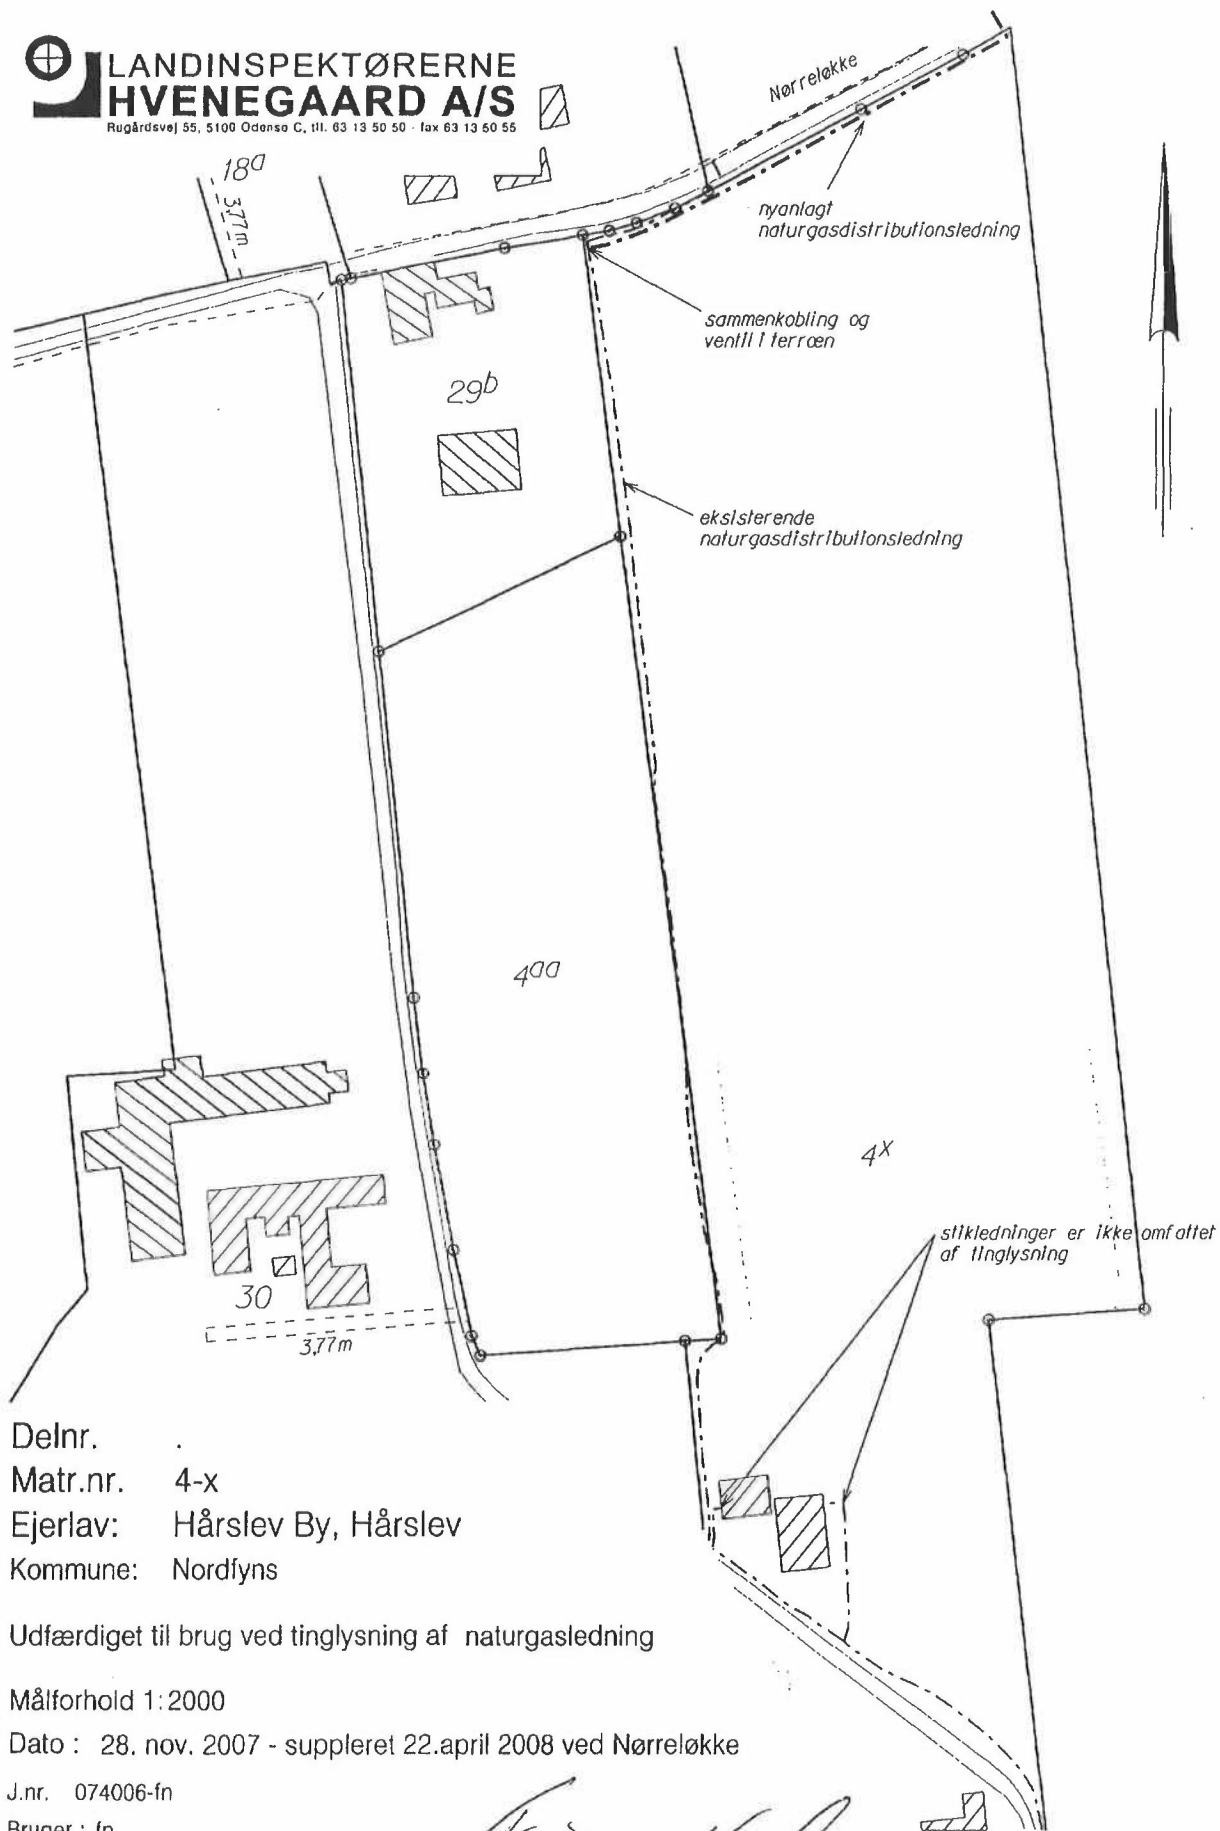 LANDINSPEKTØRERNE
HVENEGAARD A/S
Rugårdsvej 55, 5100 Odense C, tlf. 63 13 50 50 - fax 63 13 50 55
Nørreløkke
18a
3,77m
nyanlagt
naturgasdistributionsledning
sammenkobling og
ventil i terræn
29b
eksisterende
naturgasdistributionsledning
4aa
4x
stikledninger er ikke omfattet
af tinglysning
30
3,77m
Delnr. .
Matr.nr. 4-x
Ejerlav: Hårslev By, Hårslev
Kommune: Nordfyns
Udfærdiget til brug ved tinglysning af naturgasledning
Målforhold 1:2000
Dato : 28. nov. 2007 - suppleret 22.april 2008 ved Nørreløkke
J.nr. 074006-fn
Bruger : fn